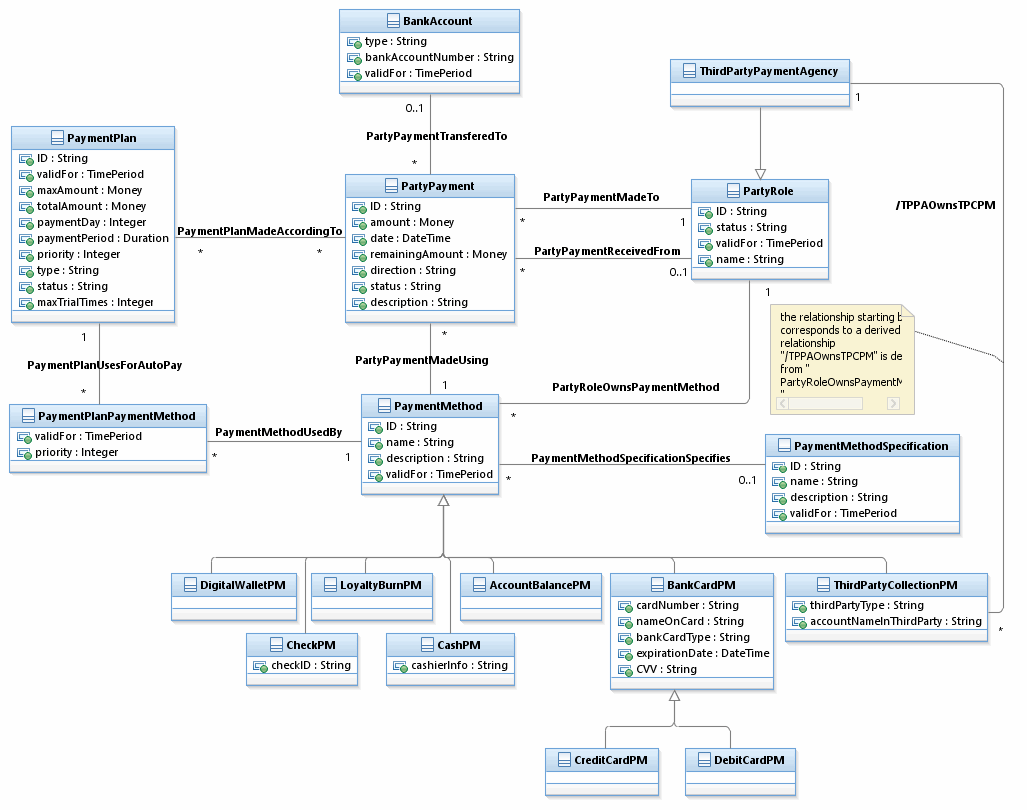 BankAccount
type : String
bankAccountNumber : String
validFor : TimePeriod
0..1
PartyPaymentTransferedTo
*
ThirdPartyPaymentAgency
1
/TPPAOwnsTPCPM
PaymentPlan
ID : String
validFor : TimePeriod
maxAmount : Money
totalAmount : Money
paymentDay : Integer
paymentPeriod : Duration
priority : Integer
type : String
status : String
maxTrialTimes : Integer
PaymentPlanMadeAccordingTo
*
*
PartyPayment
ID : String
amount : Money
date : DateTime
remainingAmount : Money
direction : String
status : String
description : String
PartyPaymentMadeTo
*
1
PartyPaymentReceivedFrom
*
0..1
PartyRole
ID : String
status : String
validFor : TimePeriod
name : String
1
the relationship starting b
corresponds to a derived
relationship
"/TPPAOwnsTPCPM" is de
from "
PartyRoleOwnsPaymentM
"
1
PaymentPlanUsesForAutoPay
*
*
PartyPaymentMadeUsing
1
PartyRoleOwnsPaymentMethod
*
PaymentPlanPaymentMethod
validFor : TimePeriod
priority : Integer
PaymentMethodUsedBy
*
1
PaymentMethod
ID : String
name : String
description : String
validFor : TimePeriod
PaymentMethodSpecificationSpecifies
*
0..1
PaymentMethodSpecification
ID : String
name : String
description : String
validFor : TimePeriod
DigitalWalletPM
LoyaltyBurnPM
AccountBalancePM
BankCardPM
cardNumber : String
nameOnCard : String
bankCardType : String
expirationDate : DateTime
CVV : String
ThirdPartyCollectionPM
thirdPartyType : String
accountNameInThirdParty : String
*
CheckPM
checkID : String
CashPM
cashierInfo : String
CreditCardPM
DebitCardPM